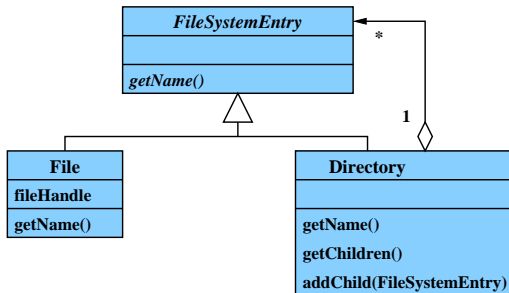 FileSystemEntry
*
getName()
1
File
fileHandle
getName()
Directory
getName()
getChildren()
addChild(FileSystemEntry)